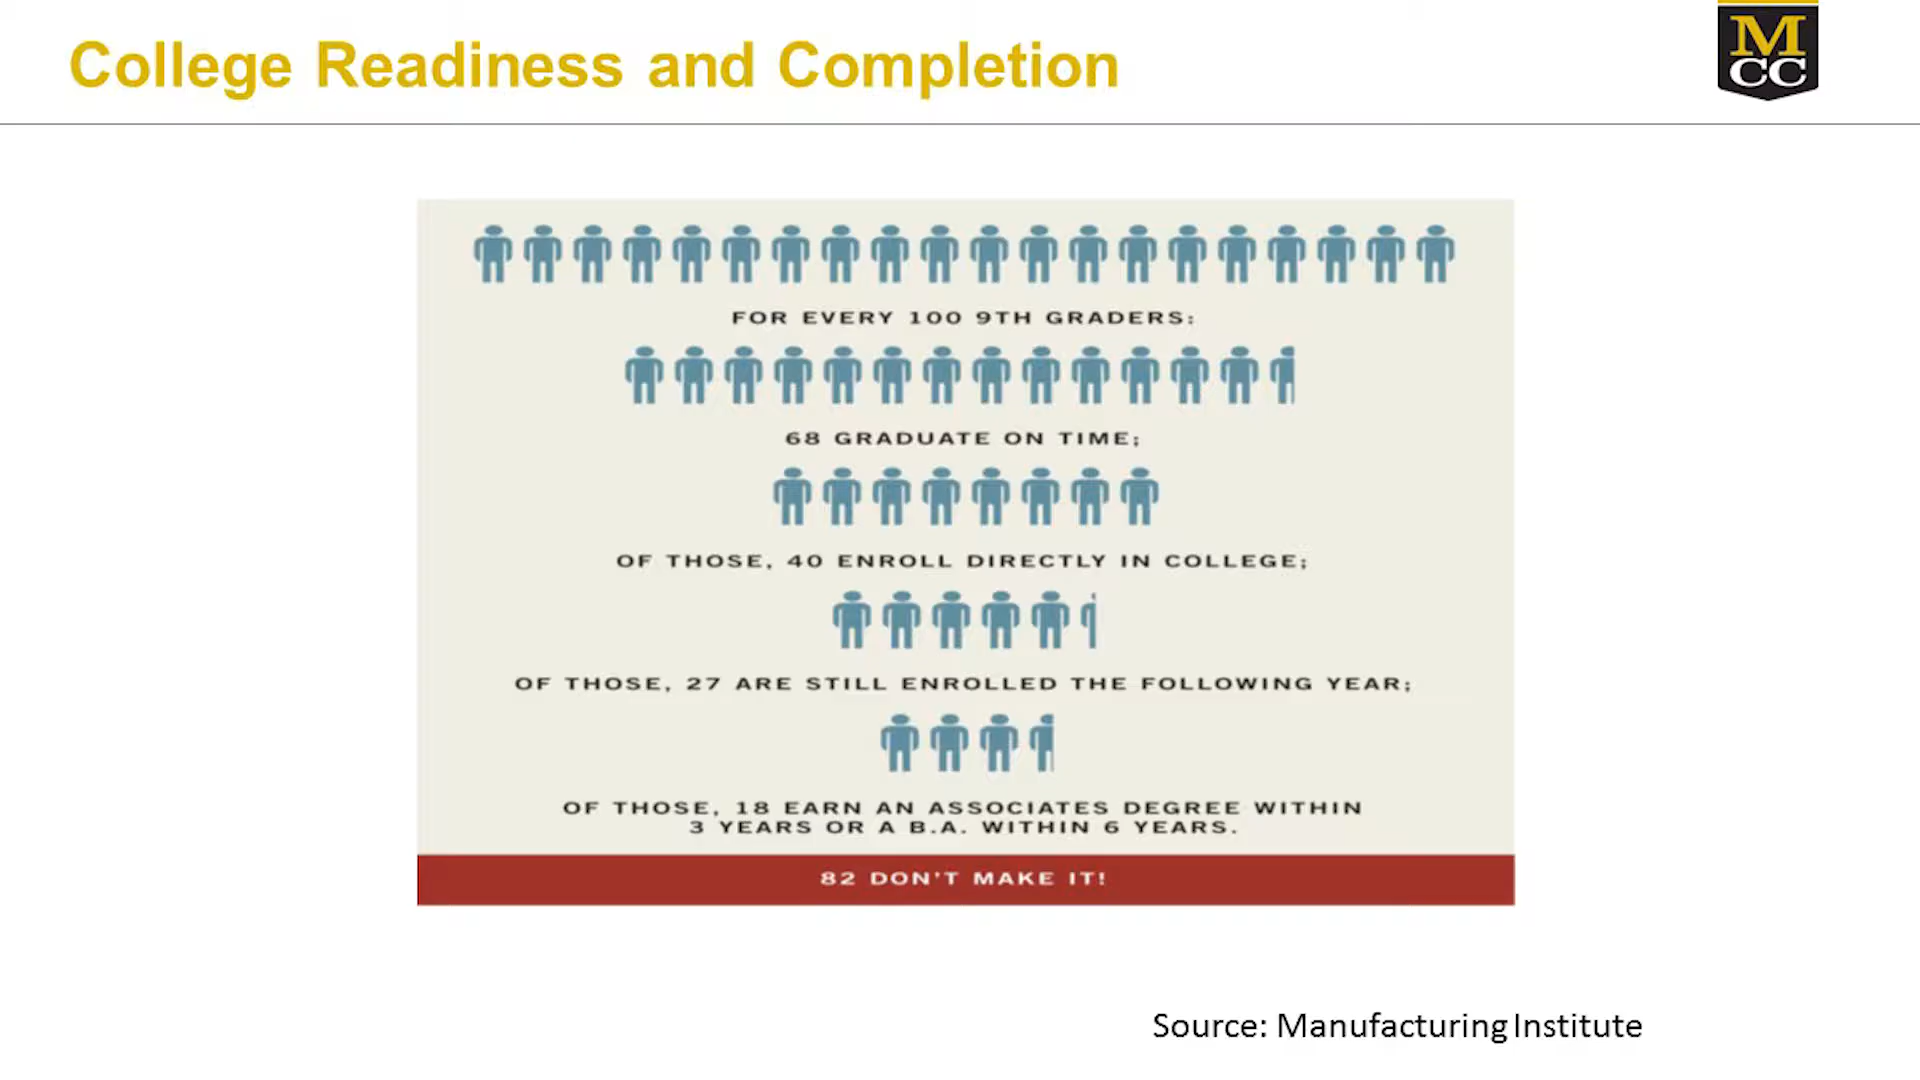 College Readiness and Completion
M
CC
FOR EVERY 100 9TH GRADERS:
68 GRADUATE ON TIME;
OF THOSE, 40 ENROLL DIRECTLY IN COLLEGE;
OF THOSE, 27 ARE STILL ENROLLED THE FOLLOWING YEAR;
OF THOSE, 18 EARN AN ASSOCIATES DEGREE WITHIN
3 YEARS OR A B.A. WITHIN 6 YEARS.
82 DON'T MAKE IT!
Source: Manufacturing Institute